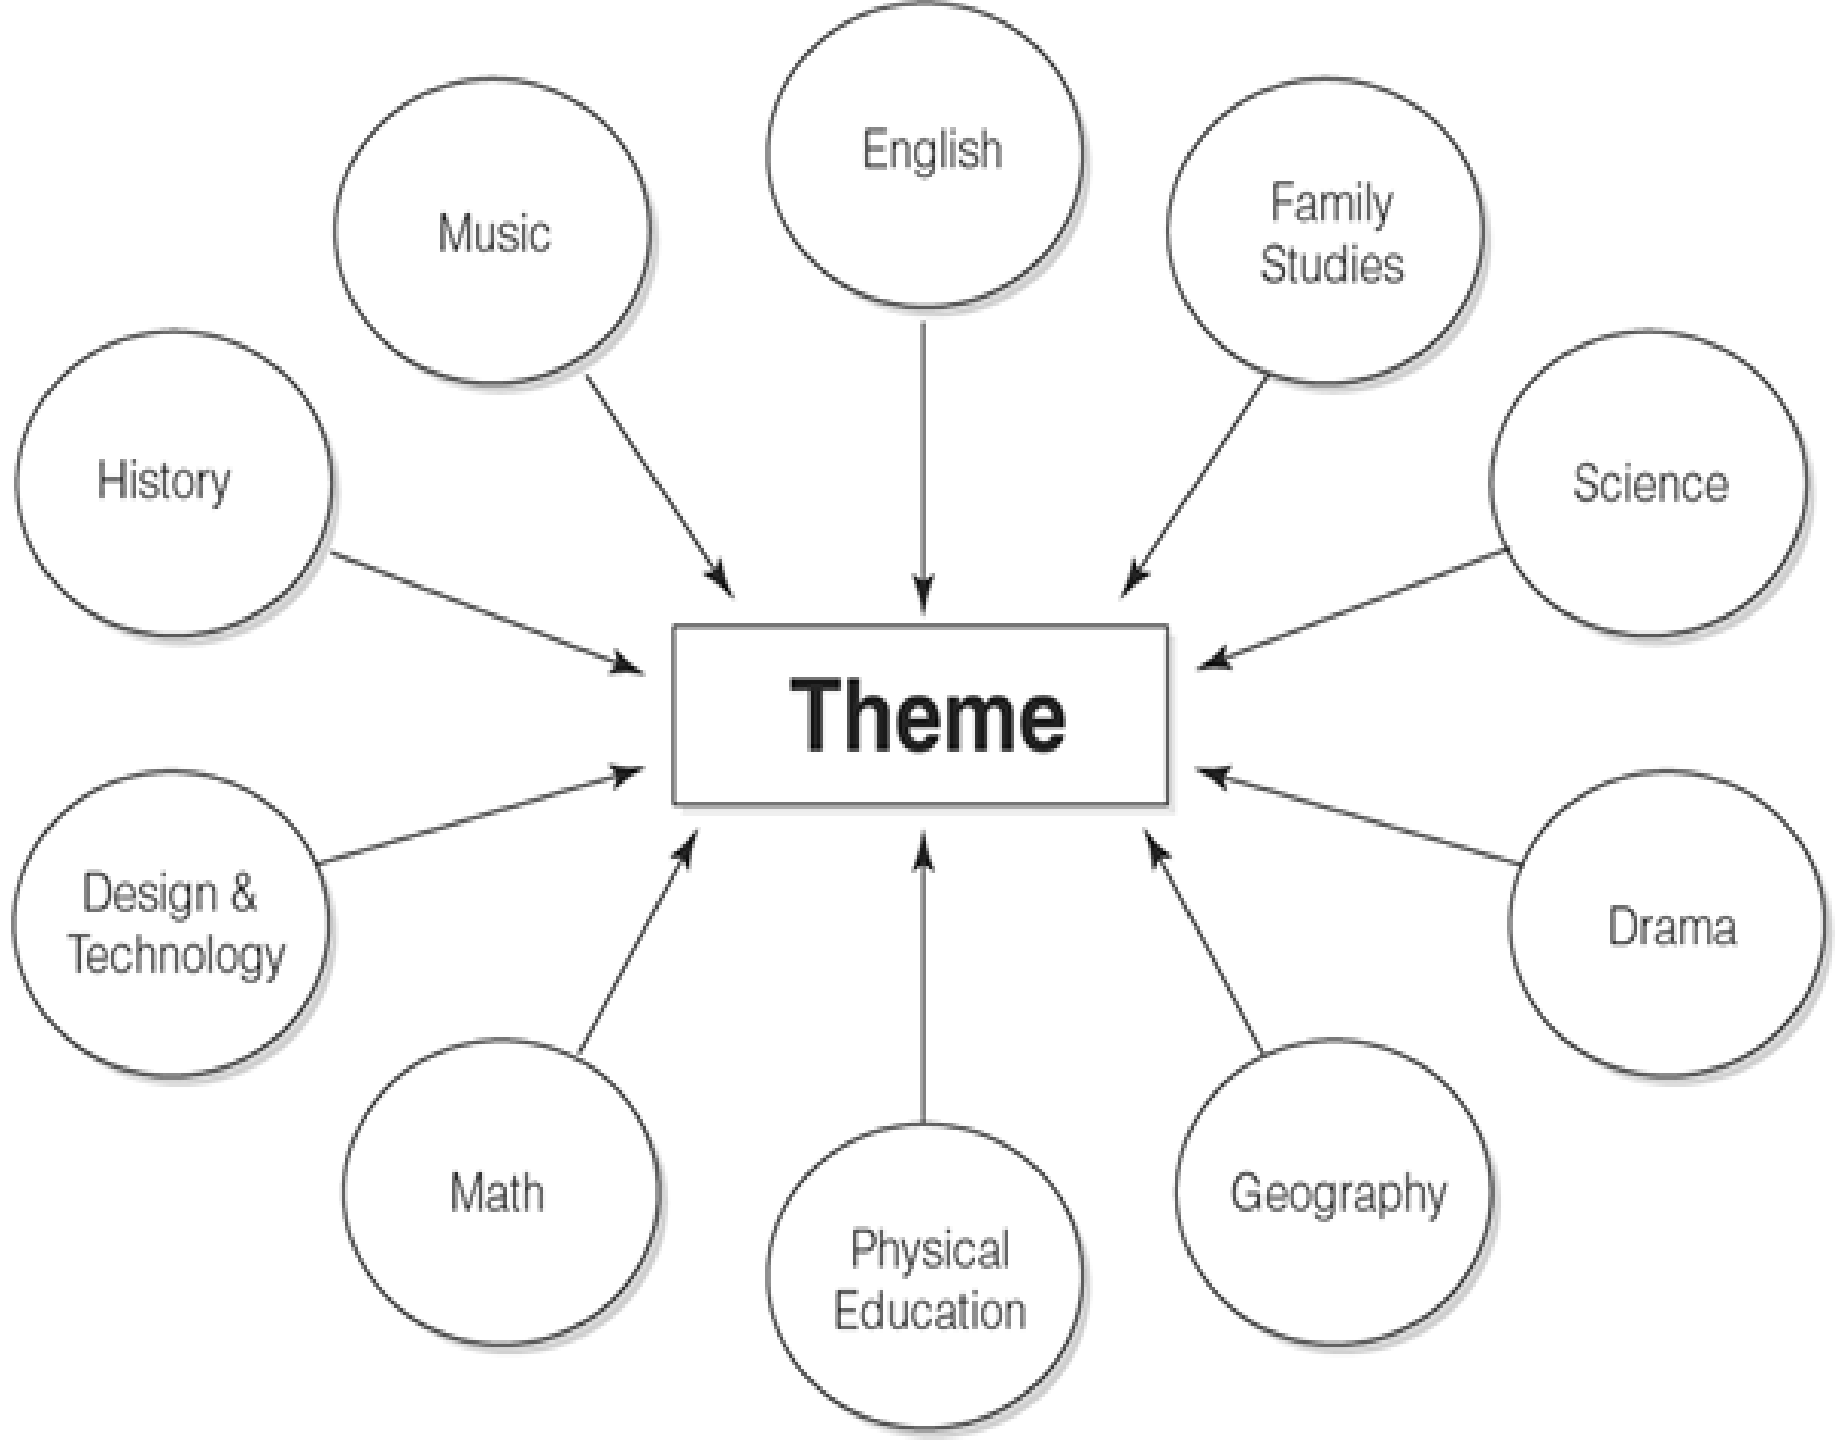 English
Music
Family
Studies
History
Science
Theme
Design &
Technology
Drama
Math
Geography
Physical
Education